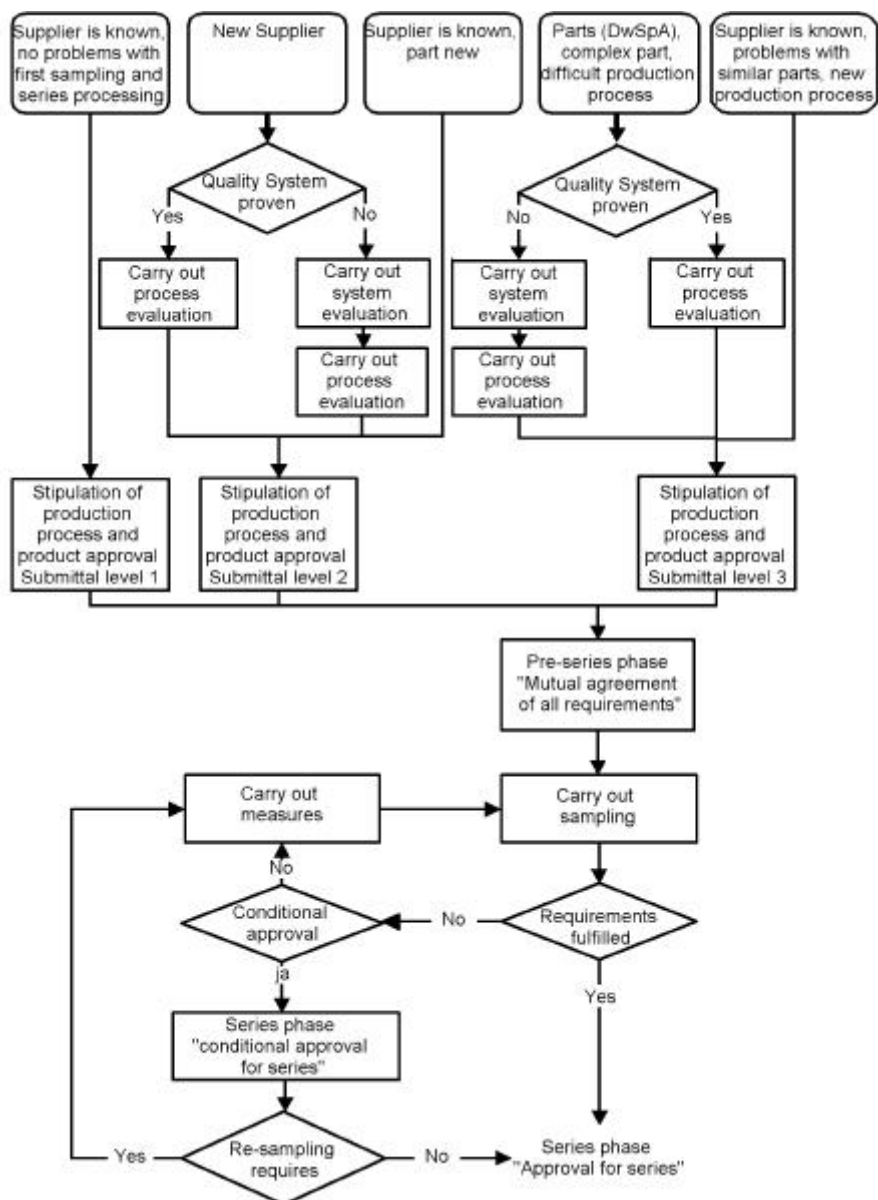 Supplier is known,
no problems with
first sampling and
series processing
New Supplier
Supplier is known,
part new
Parts (DwSpA),
complex part,
difficult production
process
Supplier is known,
problems with
similar parts, new
production process
Quality System
proven
Yes
No
Quality System
proven
No
Yes
Carry out
process
evaluation
Carry out
system
evaluation
Carry out
system
evaluation
Carry out
process
evaluation
Carry out
process
evaluation
Carry out
process
evaluation
Stipulation of
production
process and
product approval
Submittal level 1
Stipulation of
production
process and
product approval
Submittal level 2
Stipulation of
production
process and
product approval
Submittal level 3
Pre-series phase
"Mutual agreement
of all requirements"
Carry out
measures
Carry out
sampling
No
Conditional
approval
No
Requirements
fulfilled
ja
Yes
Series phase
"conditional approval
for series"
Yes
Re-sampling
requires
No
Series phase
"Approval for series"